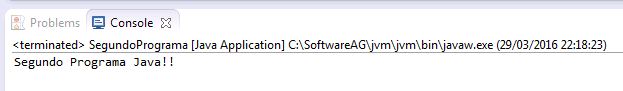 Problems Console
<terminated> SegundoPrograma [Java Application] C:\SoftwareAG\jvm\jvm\bin\javaw.exe (29/03/2016 22:18:23)
Segundo Programa Java!!